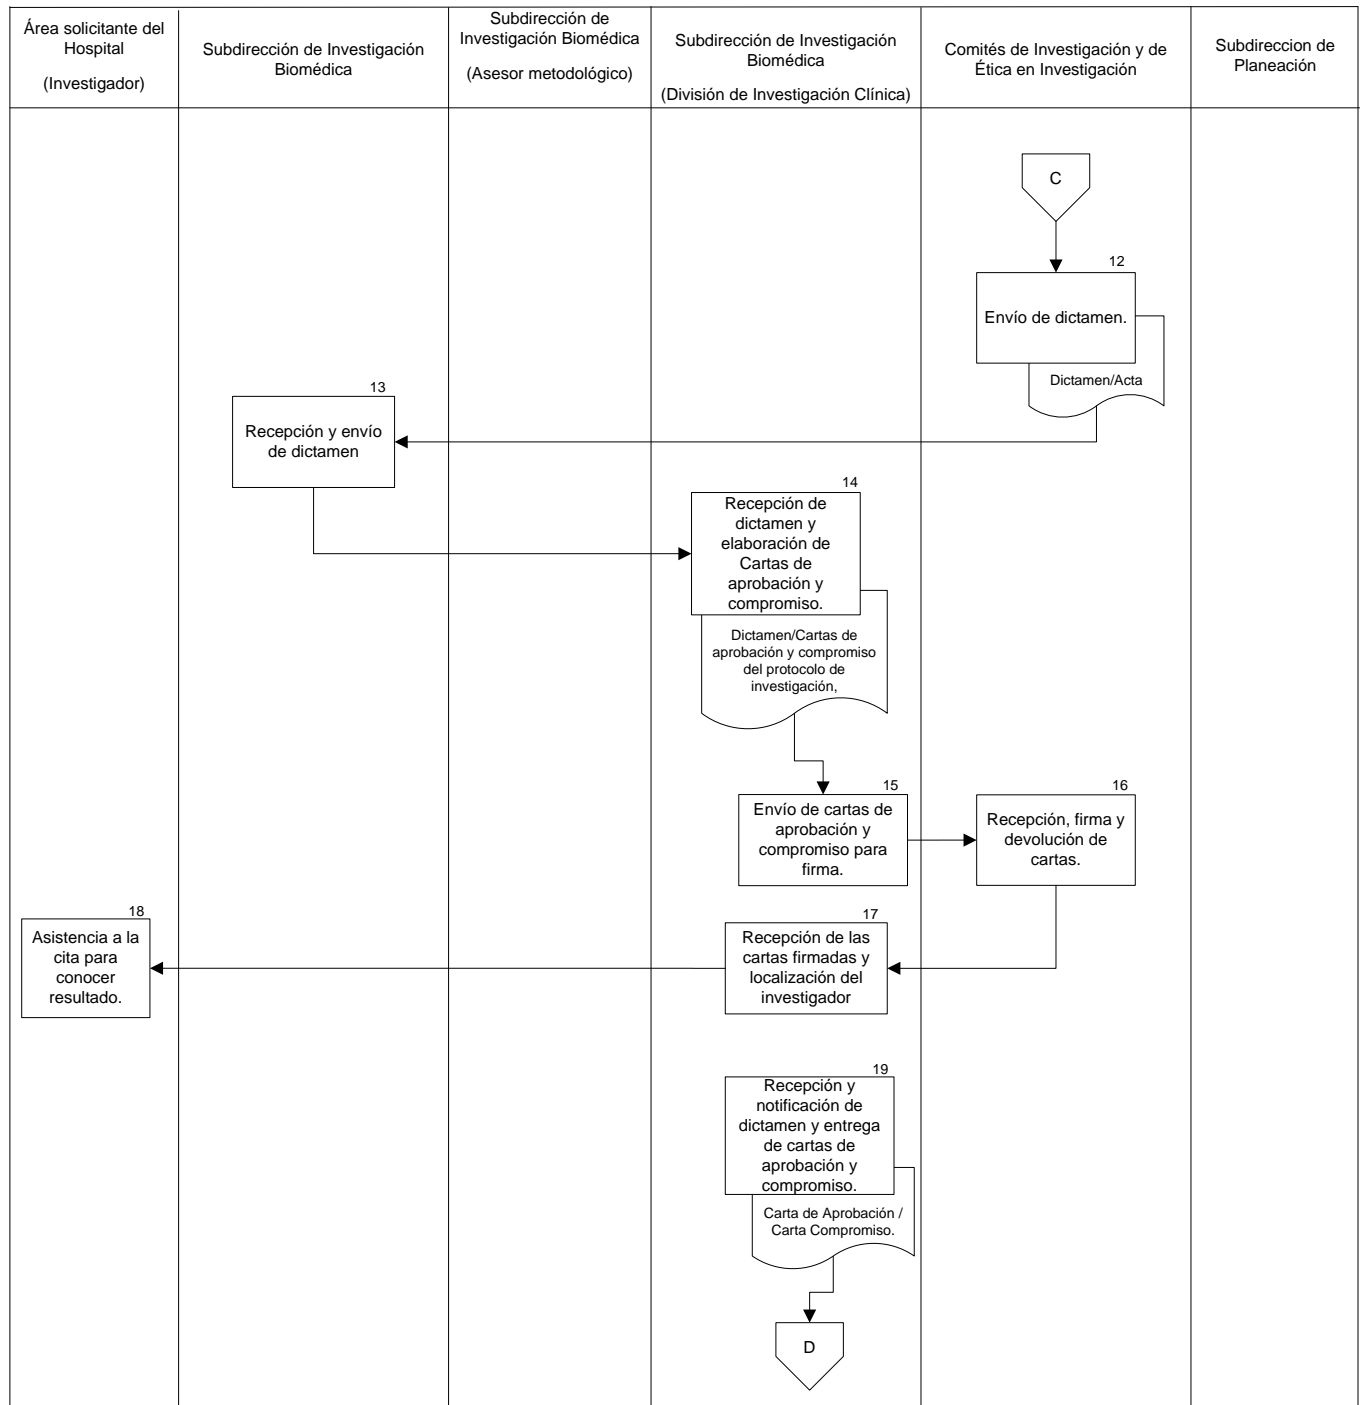 Área solicitante del
Hospital
(Investigador)
Subdirección de Investigación
Biomédica
Subdirección de
Investigación Biomédica
(Asesor metodológico)
Subdirección de Investigación
Biomédica
(División de Investigación Clínica)
Comités de Investigación y de
Ética en Investigación
Subdireccion de
Planeación
C
12
Envío de dictamen.
Dictamen/Acta
13
Recepción y envío
de dictamen
14
Recepción de
dictamen y
elaboración de
Cartas de
aprobación y
compromiso.
Dictamen/Cartas de
aprobación y compromiso
del protocolo de
investigación,
15
Envío de cartas de
aprobación y
compromiso para
firma.
16
Recepción, firma y
devolución de
cartas.
17
Recepción de las
cartas firmadas y
localización del
investigador
18
Asistencia a la
cita para
conocer
resultado.
19
Recepción y
notificación de
dictamen y entrega
de cartas de
aprobación y
compromiso.
Carta de Aprobación /
Carta Compromiso.
D